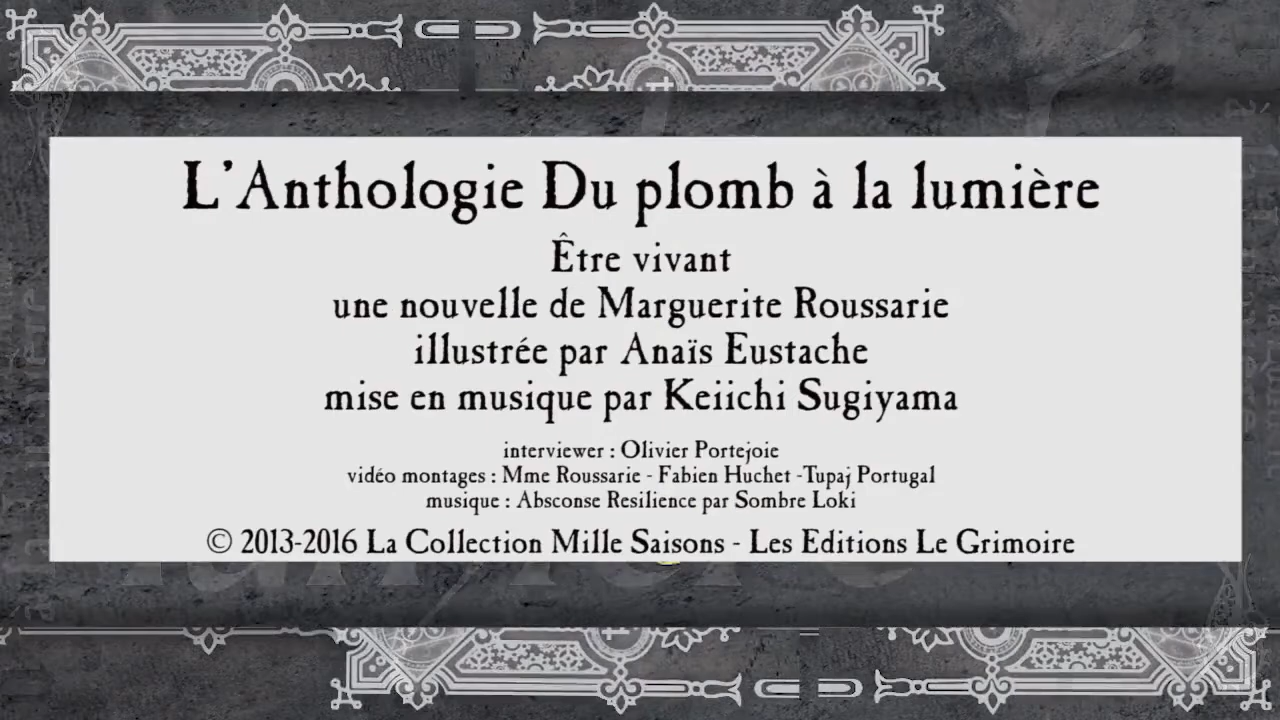 L'Anthologie Du plomb à la lumière
Être vivant
une nouvelle de Marguerite Roussarie
illustrée par Anaïs Eustache
mise en musique par Keiichi Sugiyama
interviewer : Olivier Portejoie
vidéo montages : Mme Roussarie - Fabien Huchet -Tupaj Portugal
musique : Absconse Resilience par Sombre Loki
© 2013-2016 La Collection Mille Saisons - Les Editions Le Grimoire